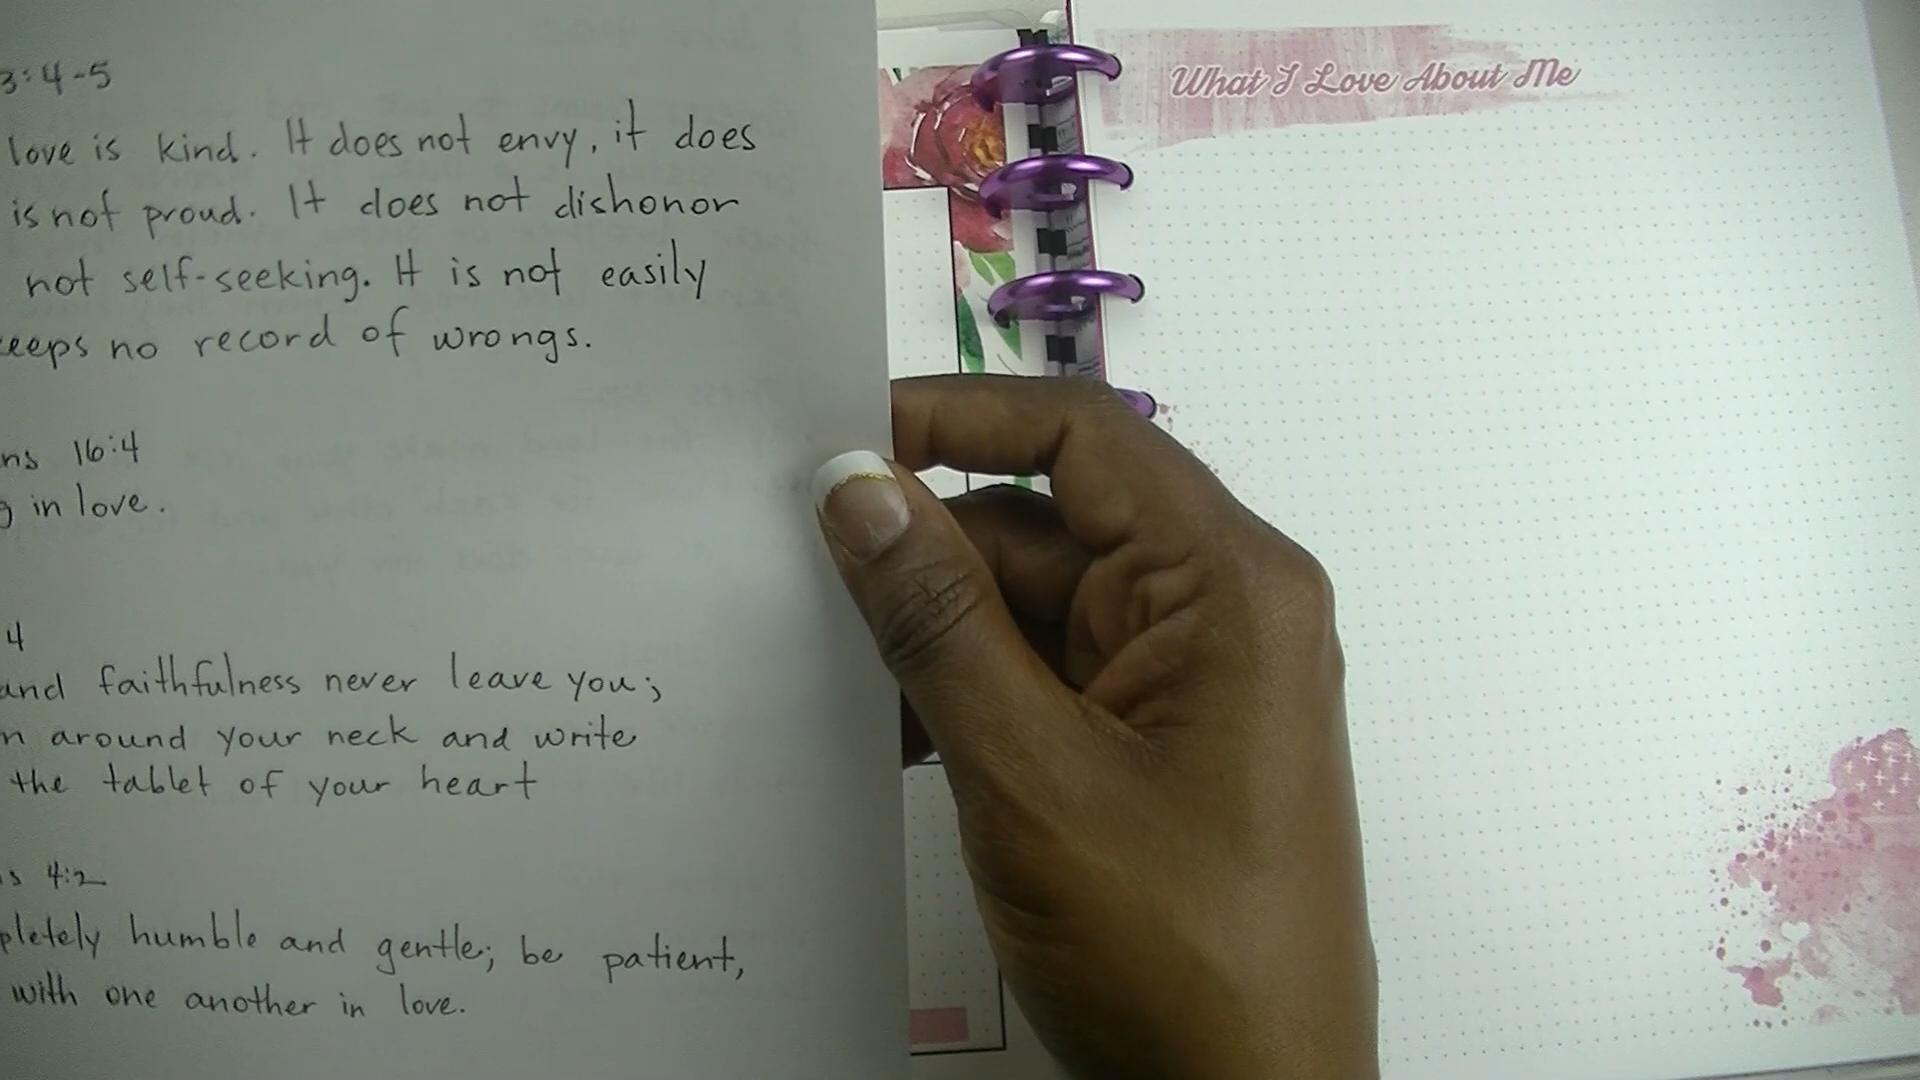 3:4-5
love is kind. It does not envy, it does
is not proud. It does not dishonor
not self-seeking. It is not easily
eeps no record of wrongs.
ns 16:4
g in love.
4
and faithfulness never leave you;
n around your neck and write
the tablet of your heart
s 4:2
pletely humble and gentle; be patient,
with one another in love.
What I Love About Me